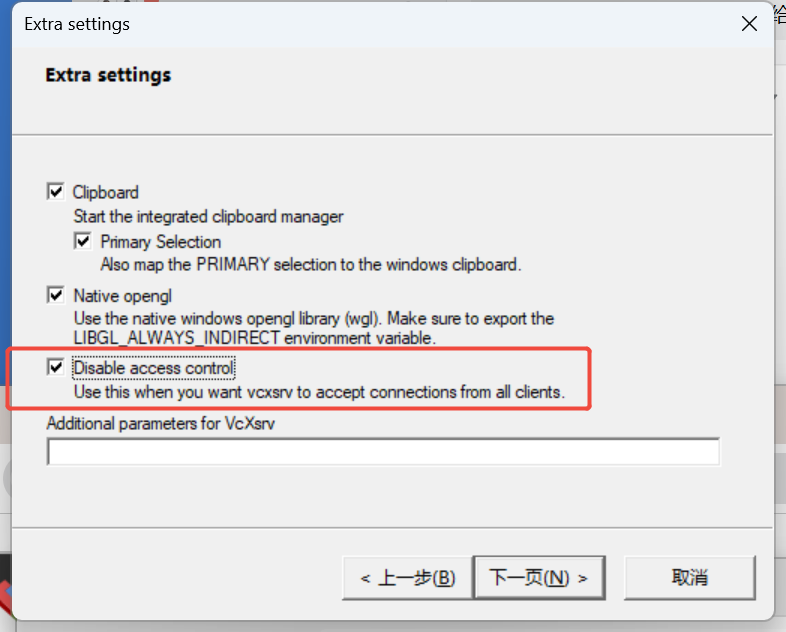 Extra settings
Extra settings
Clipboard
Start the integrated clipboard manager
Primary Selection
Also map the PRIMARY selection to the windows clipboard.
Native opengl
Use the native windows opengl library (wgl). Make sure to export the
LIBGL_ALWAYS_INDIRECT environment variable.
Disable access control
Use this when you want vcxsrv to accept connections from all clients.
Additional parameters for VcXsrv
< 上一步(B)
下一页(N) >
取消